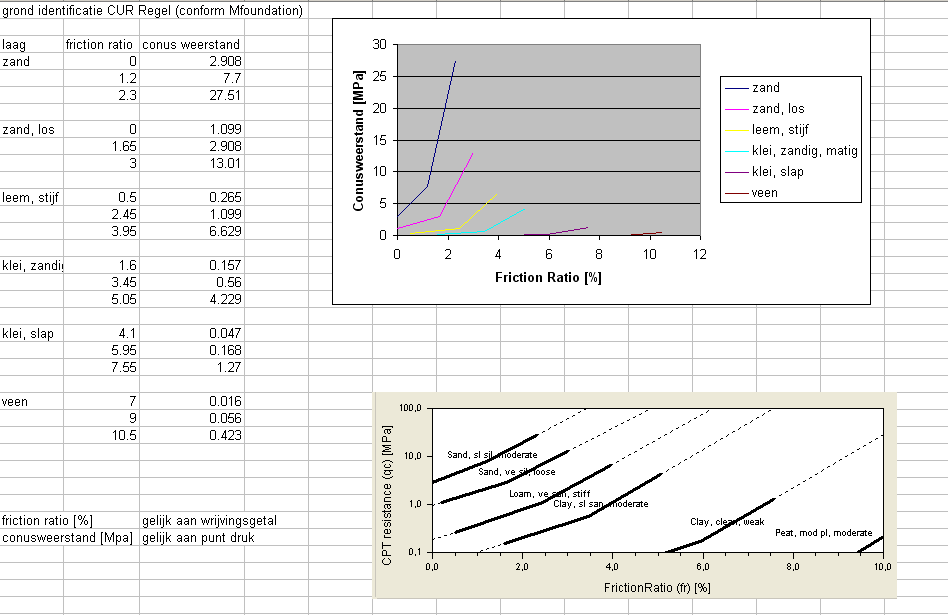 grond identificatie CUR Regel (conform Mfoundation)
laag friction ratio conus weerstand
zand 0 2.908
1.2 7.7
2.3 27.51
zand, los 0 1.099
1.65 2.908
3 13.01
leem, stijf 0.5 0.265
2.45 1.099
3.95 6.629
klei, zandig 1.6 0.157
3.45 0.56
5.05 4.229
klei, slap 4.1 0.047
5.95 0.168
7.55 1.27
veen 7 0.016
9 0.056
10.5 0.423
friction ratio [%] gelijk aan wrijvingsgetal
conusweerstand [Mpa] gelijk aan punt druk
Conusweerstand [MPa]
30
25
20
15
10
5
0
0 2 4 6 8 10 12
Friction Ratio [%]
zand
zand, los
leem, stijf
klei, zandig, matig
klei, slap
veen
CPT resistance (qc) [MPa]
100,0
10,0
1,0
0,1
Sand, sl sil, moderate
Sand, ve sil, loose
Loam, ve san, stiff
Clay, sl san, moderate
Clay, clean, weak
Peat, mod pl, moderate
0,0 2,0 4,0 6,0 8,0 10,0
FrictionRatio (fr) [%]